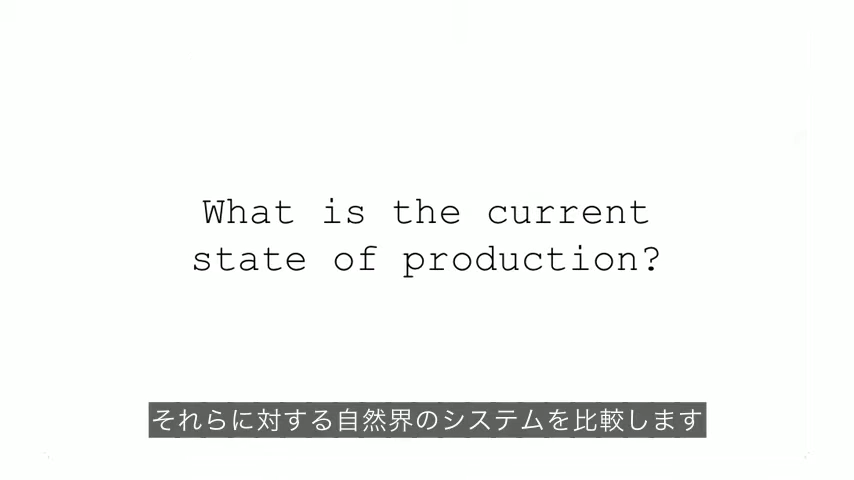 What is the current
state of production?
それらに対する自然界のシステムを比較します